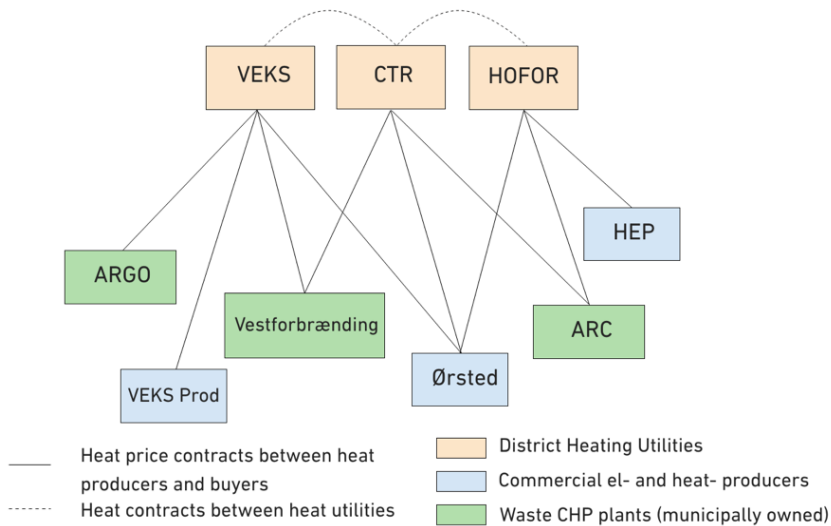 VEKS
CTR
HOFOR
HEP
ARGO
Vestforbrænding
ARC
Ørsted
VEKS Prod
Heat price contracts between heat
producers and buyers
Heat contracts between heat utilities
District Heating Utilities
Commercial el- and heat- producers
Waste CHP plants (municipally owned)